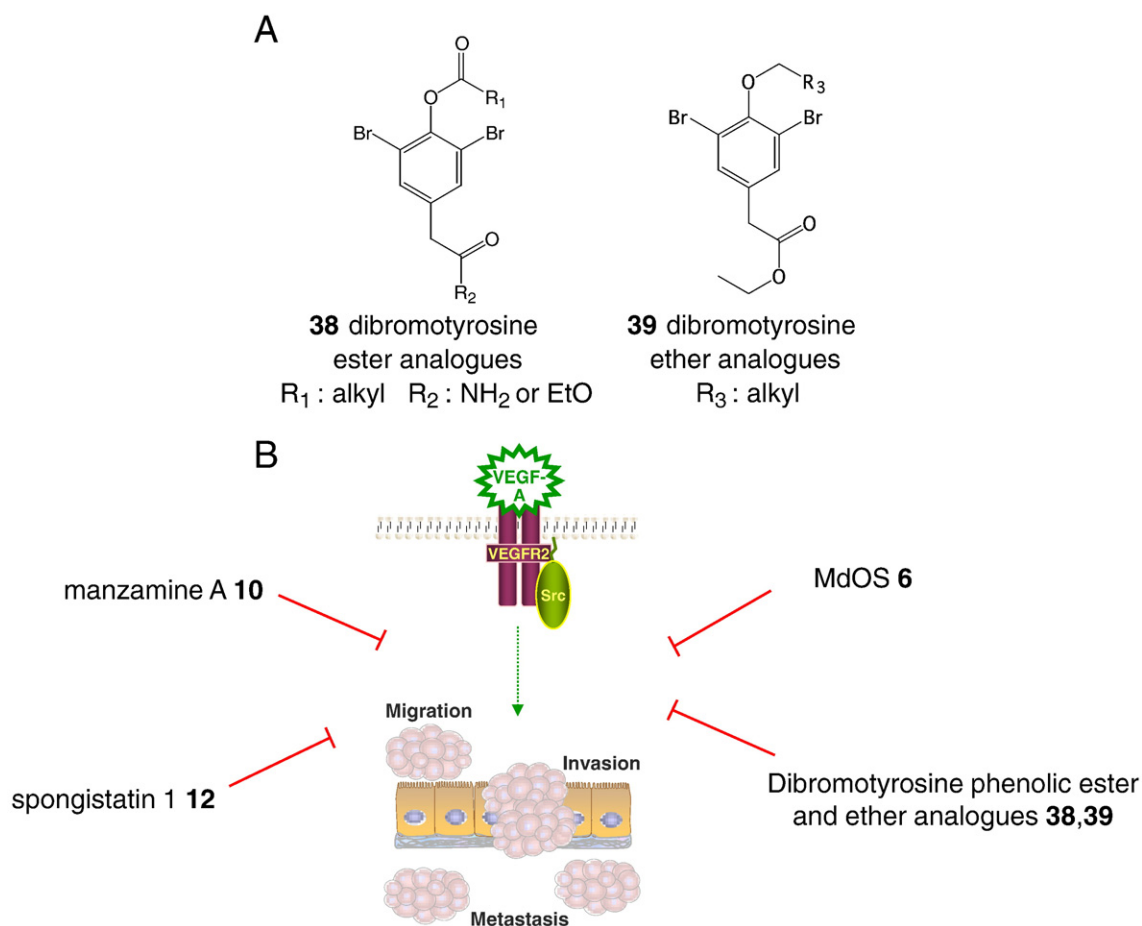 A
O
O
R1
Br
Br
O
R2
O
R3
Br
Br
O
O
38 dibromotyrosine
ester analogues
R1 : alkyl R2 : NH2 or EtO
39 dibromotyrosine
ether analogues
R3 : alkyl
B
VEGF-
A
VEGFR2
Src
manzamine A 10
MdOS 6
Migration
Invasion
spongistatin 1 12
Dibromotyrosine phenolic ester
and ether analogues 38,39
Metastasis